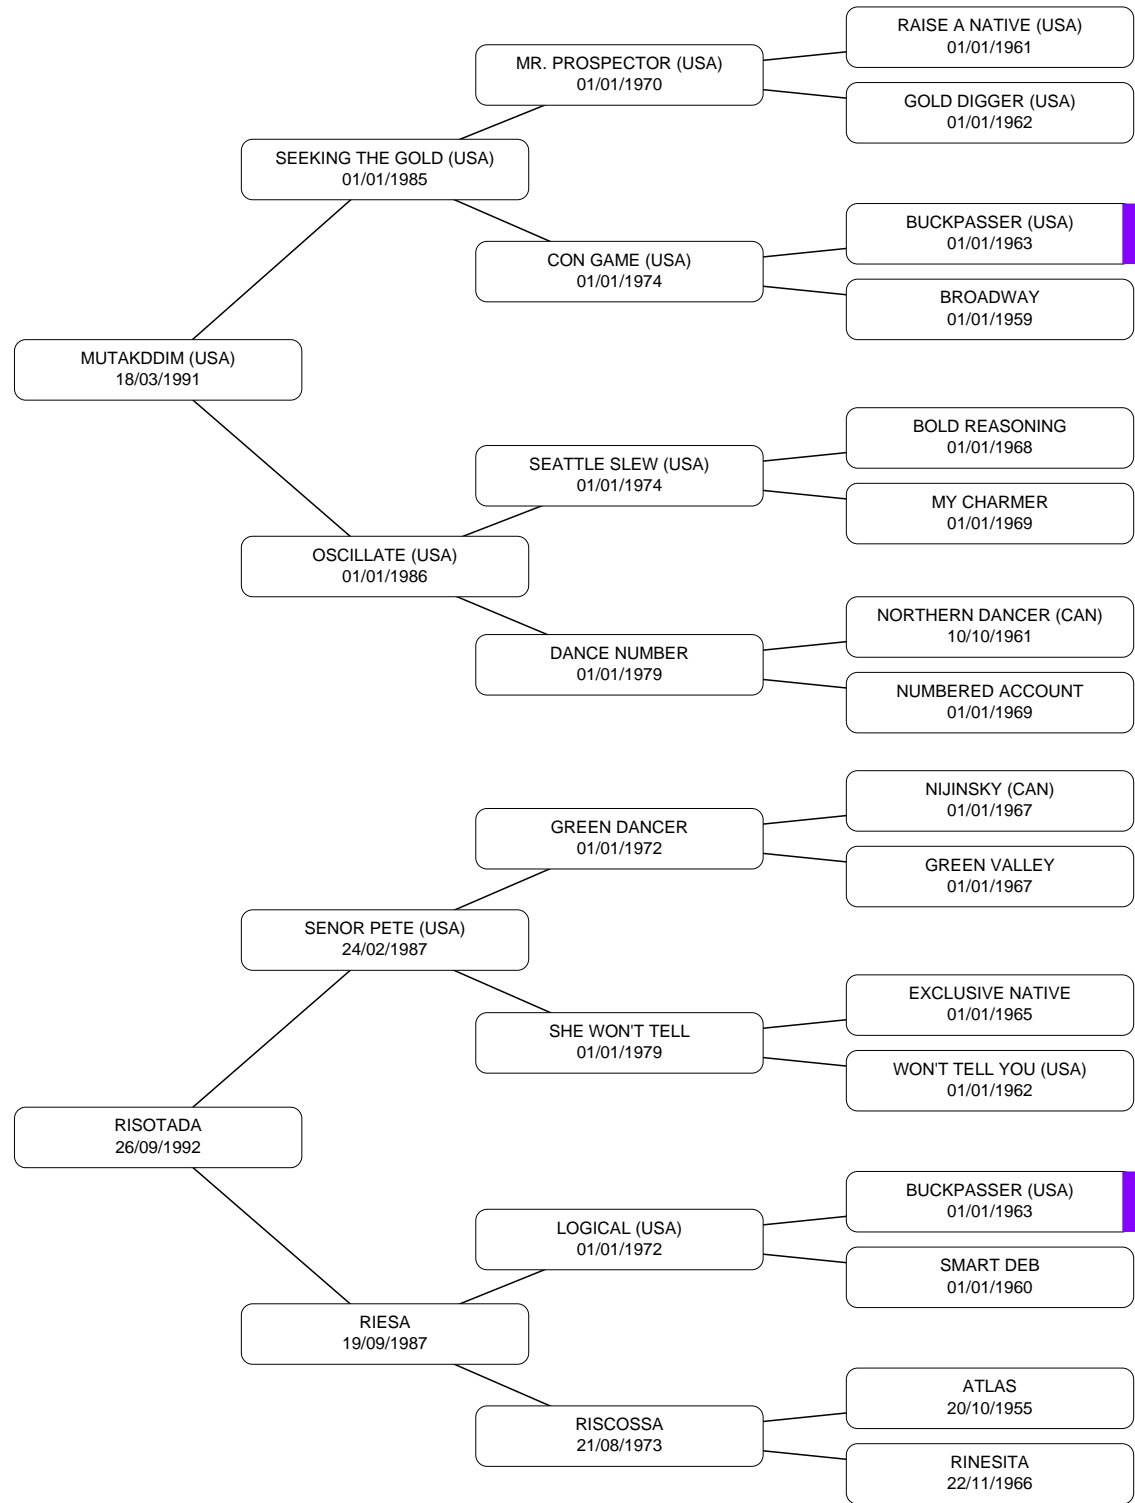 RAISE A NATIVE (USA)
01/01/1961
MR. PROSPECTOR (USA)
01/01/1970
GOLD DIGGER (USA)
01/01/1962
SEEKING THE GOLD (USA)
01/01/1985
BUCKPASSER (USA)
01/01/1963
CON GAME (USA)
01/01/1974
BROADWAY
01/01/1959
MUTAKDDIM (USA)
18/03/1991
BOLD REASONING
01/01/1968
SEATTLE SLEW (USA)
01/01/1974
MY CHARMER
01/01/1969
OSCILLATE (USA)
01/01/1986
NORTHERN DANCER (CAN)
10/10/1961
DANCE NUMBER
01/01/1979
NUMBERED ACCOUNT
01/01/1969
NIJINSKY (CAN)
01/01/1967
GREEN DANCER
01/01/1972
GREEN VALLEY
01/01/1967
SENOR PETE (USA)
24/02/1987
EXCLUSIVE NATIVE
01/01/1965
SHE WON'T TELL
01/01/1979
WON'T TELL YOU (USA)
01/01/1962
RISOTADA
26/09/1992
BUCKPASSER (USA)
01/01/1963
LOGICAL (USA)
01/01/1972
SMART DEB
01/01/1960
RIESA
19/09/1987
ATLAS
20/10/1955
RISCOSSA
21/08/1973
RINESITA
22/11/1966